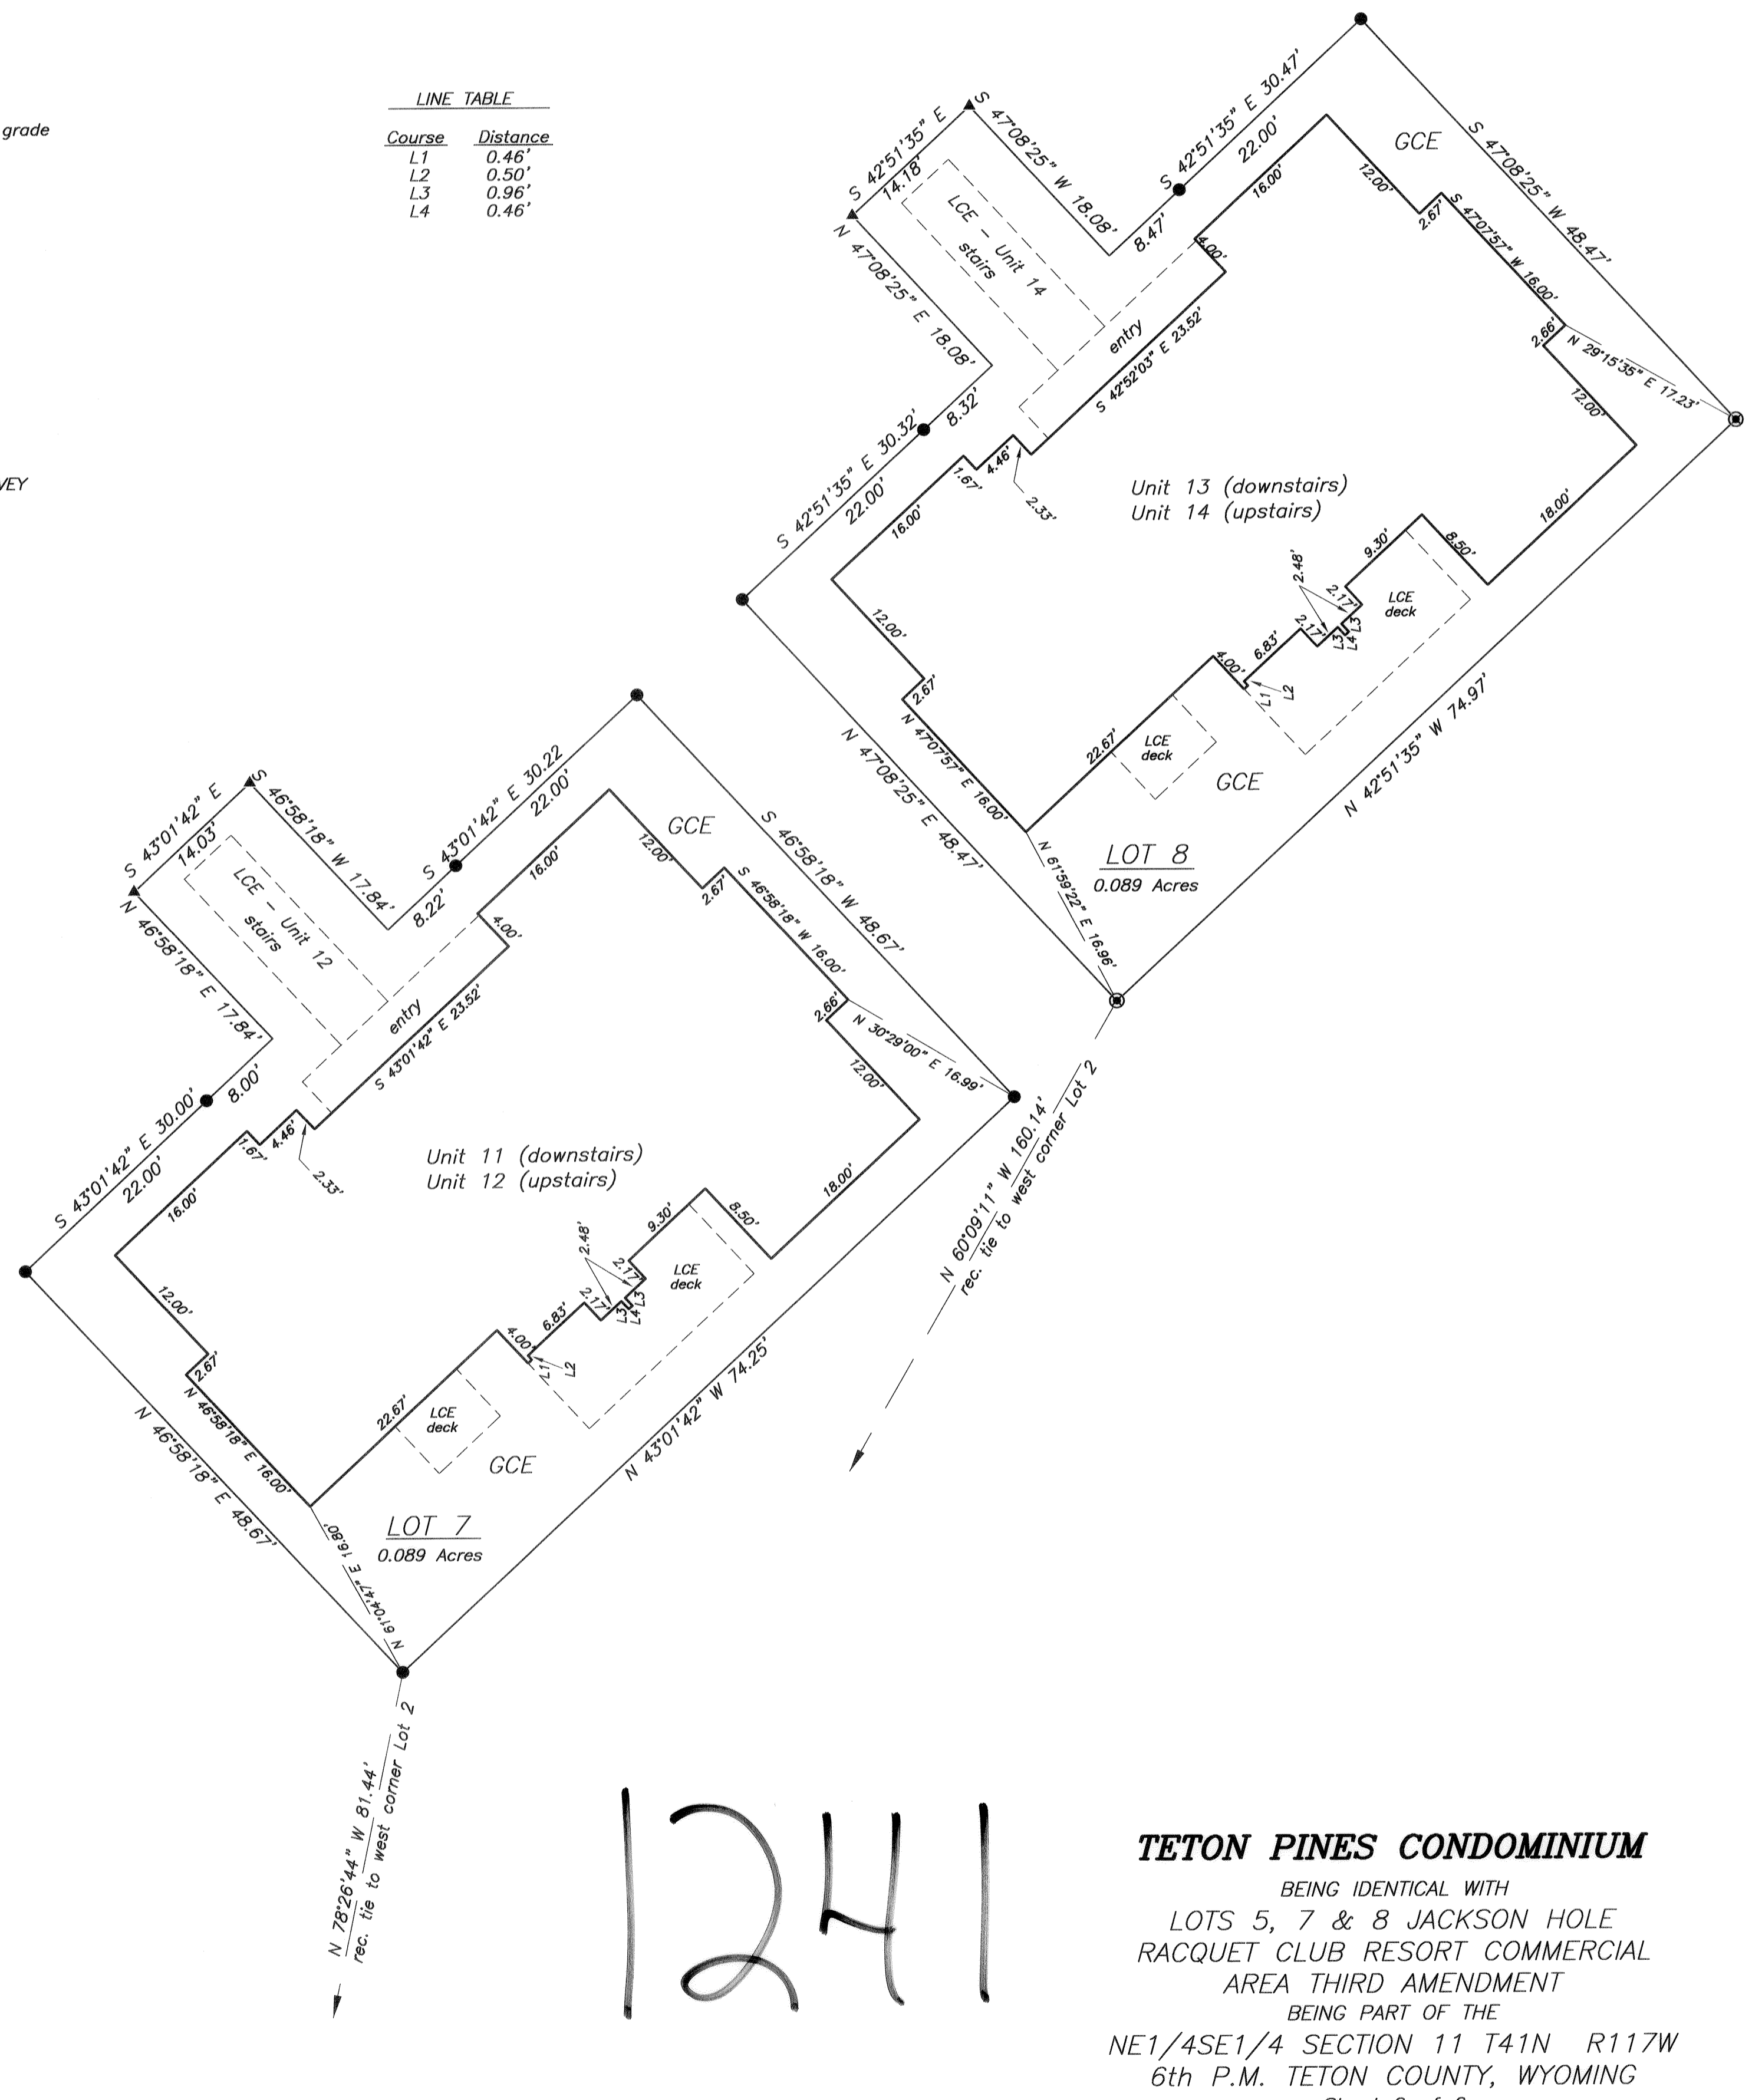 grade
VEY
LINE TABLE
Course Distance
L1 0.46'
L2 0.50'
L3 0.96'
L4 0.46'
S 42°51'35" E
14.18'
S 47°08'25" W 18.08'
N 47°08'25" E 18.08'
LCE - Unit 14
stairs
8.47'
S 42°51'35" E 30.47'
22.00'
16.00'
4.00'
GCE
12.00'
2.67'
S 47°07'57" W 16.00'
S 47°08'25" W 48.47'
2.66'
N 29°15'35" E 17.23'
12.00'
18.00'
entry
S 42°52'03" E 23.52'
8.32'
S 42°51'35" E 30.32'
22.00'
16.00'
1.67'
4.46'
2.33'
Unit 13 (downstairs)
Unit 14 (upstairs)
8.50'
9.30'
2.48'
2.17'
LCE
deck
2.17'
L3
L4
L3
6.83'
4.00'
L1
L2
12.00'
2.67'
N 47°07'57" E 16.00'
22.67'
LCE
deck
GCE
N 47°08'25" E 48.47'
N 42°51'35" W 74.97'
N 61°59'22" E 16.96'
LOT 8
0.089 Acres
N 60°09'11" W 160.14'
rec. tie to west corner Lot 2
S 43°01'42" E
14.03'
S 46°58'18" W 17.84'
N 46°58'18" E 17.84'
LCE - Unit 12
stairs
8.22'
S 43°01'42" E 30.22
22.00'
16.00'
4.00'
GCE
12.00'
2.67'
S 46°58'18" W 16.00'
S 46°58'18" W 48.67'
2.66'
N 30°29'00" E 16.99'
12.00'
18.00'
entry
S 43°01'42" E 23.52'
8.00'
S 43°01'42" E 30.00'
22.00'
16.00'
1.67'
4.46'
2.33'
Unit 11 (downstairs)
Unit 12 (upstairs)
8.50'
9.30'
2.48'
2.17'
LCE
deck
2.17'
L3
L4
L3
6.83'
4.00'
L1
L2
12.00'
2.67'
N 46°58'18" E 16.00'
22.67'
LCE
deck
GCE
N 46°58'18" E 48.67'
N 43°01'42" W 74.25'
N 61°04'47" E 16.80'
LOT 7
0.089 Acres
N 78°26'44" W 81.44'
rec. tie to west corner Lot 2
1241
TETON PINES CONDOMINIUM
BEING IDENTICAL WITH
LOTS 5, 7 & 8 JACKSON HOLE
RACQUET CLUB RESORT COMMERCIAL
AREA THIRD AMENDMENT
BEING PART OF THE
NE1/4SE1/4 SECTION 11 T41N R117W
6th P.M. TETON COUNTY, WYOMING